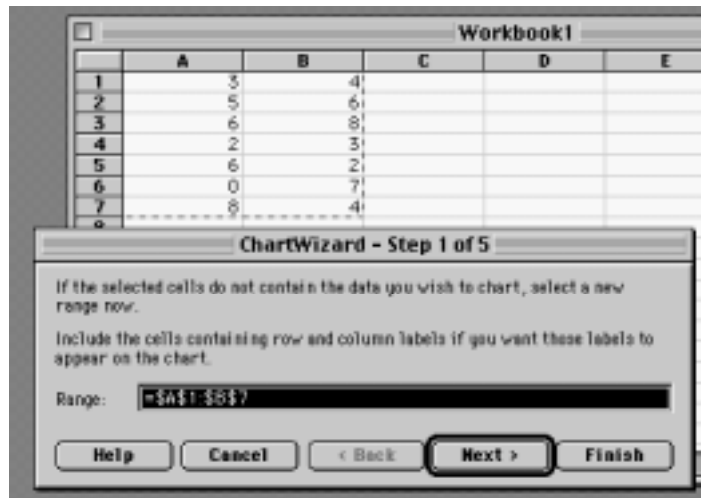 Workbook1
A B C D E
1 3 4
2 5 6
3 6 8
4 2 3
5 6 2
6 0 7
7 8 4
ChartWizard - Step 1 of 5
If the selected cells do not contain the data you wish to chart, select a new
range now.
Include the cells containing row and column labels if you want those labels to
appear on the chart.
Range: =$A$1:$B$7
Help Cancel < Back Next > Finish